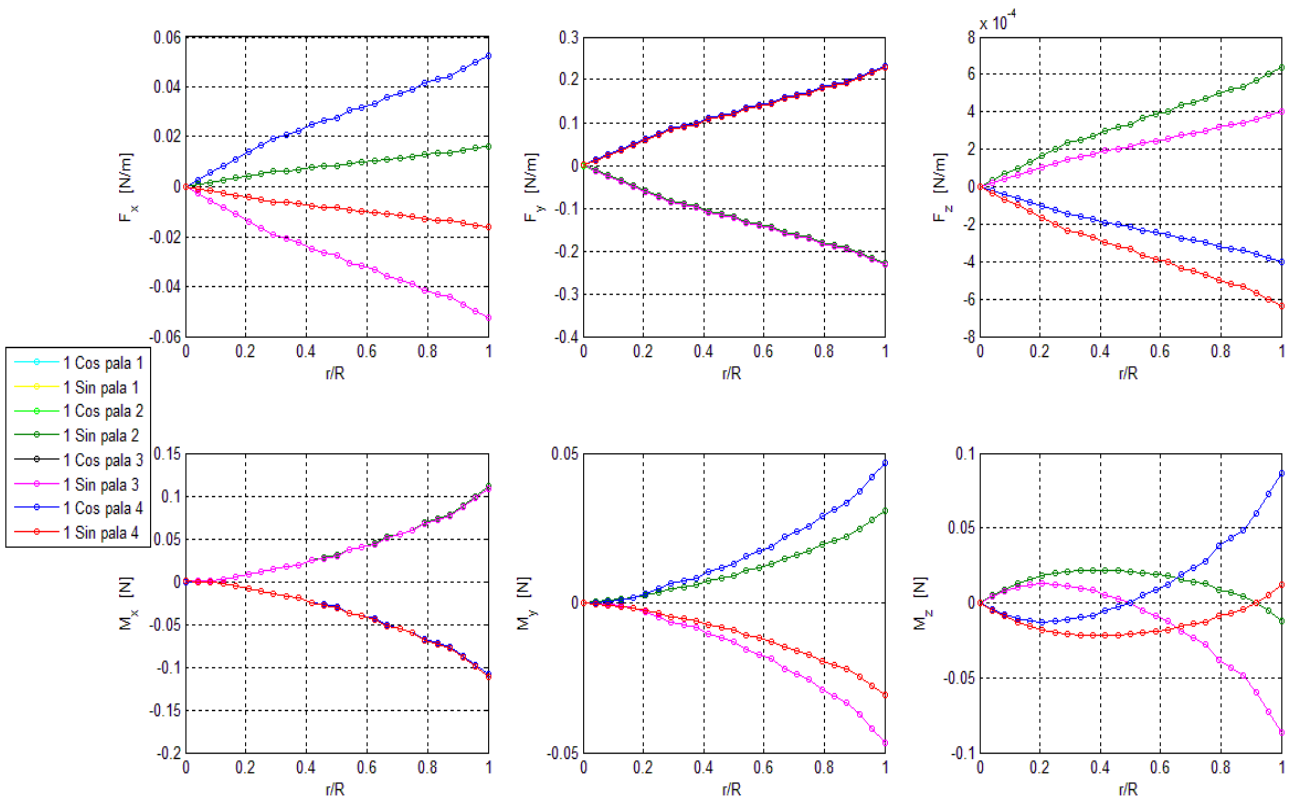 x 10^-4
0.06 0.3 8
0.04 0.2 6
0.02 0.1 4
0 0 2
-0.02 -0.1 0
-0.04 -0.2 -2
-0.06 -0.3 -4
-0.4 -6
-8
F_x [N/m]
F_y [N/m]
F_z [N/m]
0 0.2 0.4 0.6 0.8 1
0 0.2 0.4 0.6 0.8 1
0 0.2 0.4 0.6 0.8 1
r/R
r/R
r/R
1 Cos pala 1
1 Sin pala 1
1 Cos pala 2
1 Sin pala 2
1 Cos pala 3
1 Sin pala 3
1 Cos pala 4
1 Sin pala 4
0.15 0.05 0.1
0.1 0 0.05
0.05 -0.05 0
0 -0.05
-0.05 -0.1
-0.1
-0.15
-0.2
M_x [N]
M_y [N]
M_z [N]
0 0.2 0.4 0.6 0.8 1
0 0.2 0.4 0.6 0.8 1
0 0.2 0.4 0.6 0.8 1
r/R
r/R
r/R